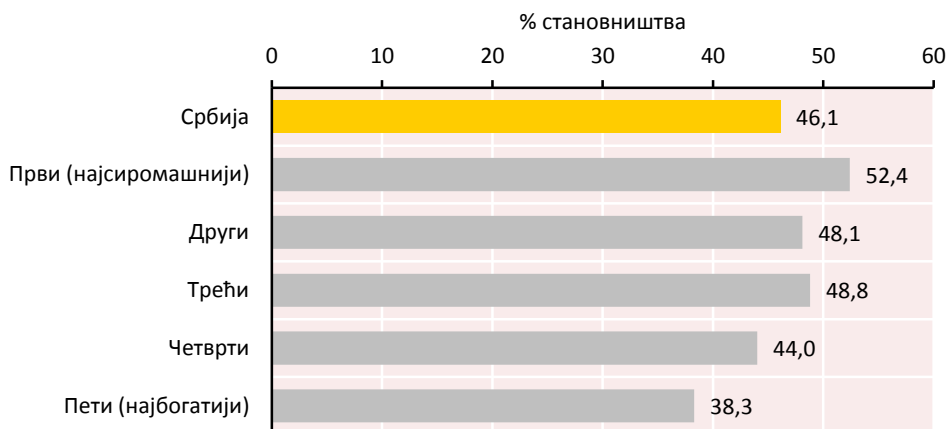 % становништва
0 10 20 30 40 50 60
Србија 46,1
Први (најсиромашнији) 52,4
Други 48,1
Трећи 48,8
Четврти 44,0
Пети (најбогатији) 38,3